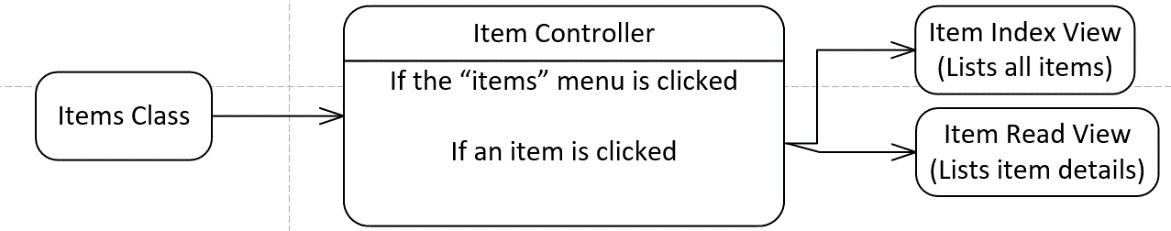 Items Class
Item Controller
If the “items” menu is clicked
If an item is clicked
Item Index View
(Lists all items)
Item Read View
(Lists item details)